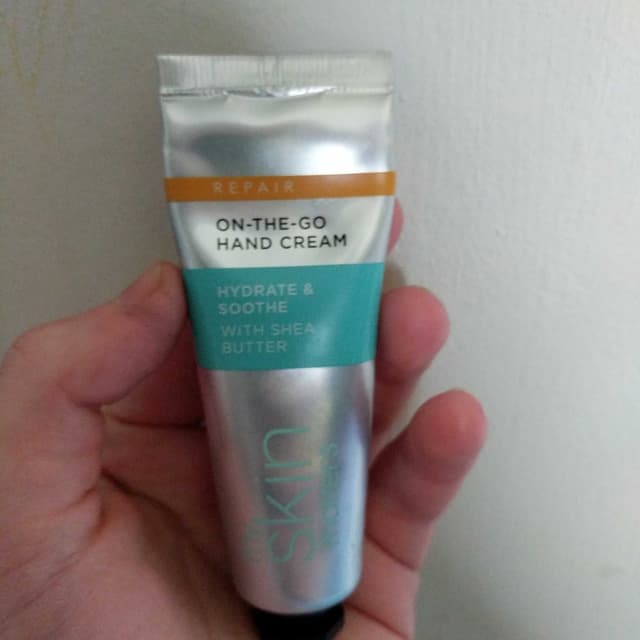 REPAIR
ON-THE-GO
HAND CREAM
HYDRATE &
SOOTHE
WITH SHEA
BUTTER
skin